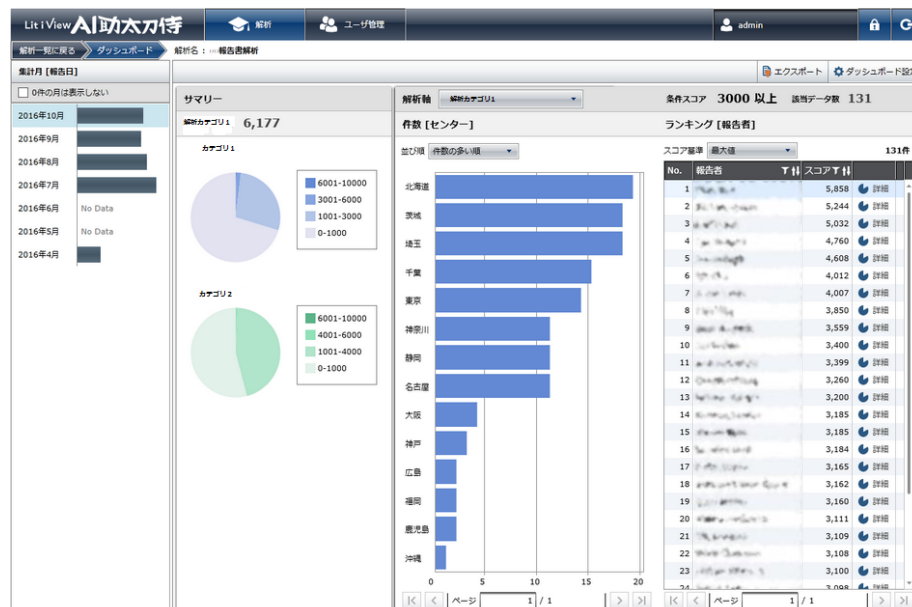 Lit i View AI助太刀侍
解析
ユーザ管理
admin
解析一覧に戻る
ダッシュボード
解析名：
報告書解析
集計月 [報告日]
エクスポート
ダッシュボード設
0件の月は表示しない
2016年10月
2016年9月
2016年8月
2016年7月
2016年6月 No Data
2016年5月 No Data
2016年4月
サマリー
解析カテゴリ1 6,177
カテゴリ1
6001-10000
3001-6000
1001-3000
0-1000
カテゴリ2
6001-10000
4001-6000
1001-4000
0-1000
解析軸 解析カテゴリ1
件数 [センター]
並び順 件数の多い順
北海道
茨城
埼玉
千葉
東京
神奈川
静岡
名古屋
大阪
神戸
広島
福岡
鹿児島
沖縄
0 5 10 15 20
ページ 1 / 1
条件スコア 3000 以上 該当データ数 131
ランキング [報告者]
スコア基準 最大値 131件
No. 報告者 スコア
1 5,858 詳細
2 5,244 詳細
3 5,032 詳細
4 4,760 詳細
5 4,608 詳細
6 4,012 詳細
7 4,007 詳細
8 3,850 詳細
9 3,559 詳細
10 3,400 詳細
11 3,399 詳細
12 3,260 詳細
13 3,200 詳細
14 3,185 詳細
15 3,185 詳細
16 3,184 詳細
17 3,165 詳細
18 3,162 詳細
19 3,160 詳細
20 3,111 詳細
21 3,109 詳細
22 3,108 詳細
23 3,100 詳細
24 3,098 詳細
ページ 1 / 1